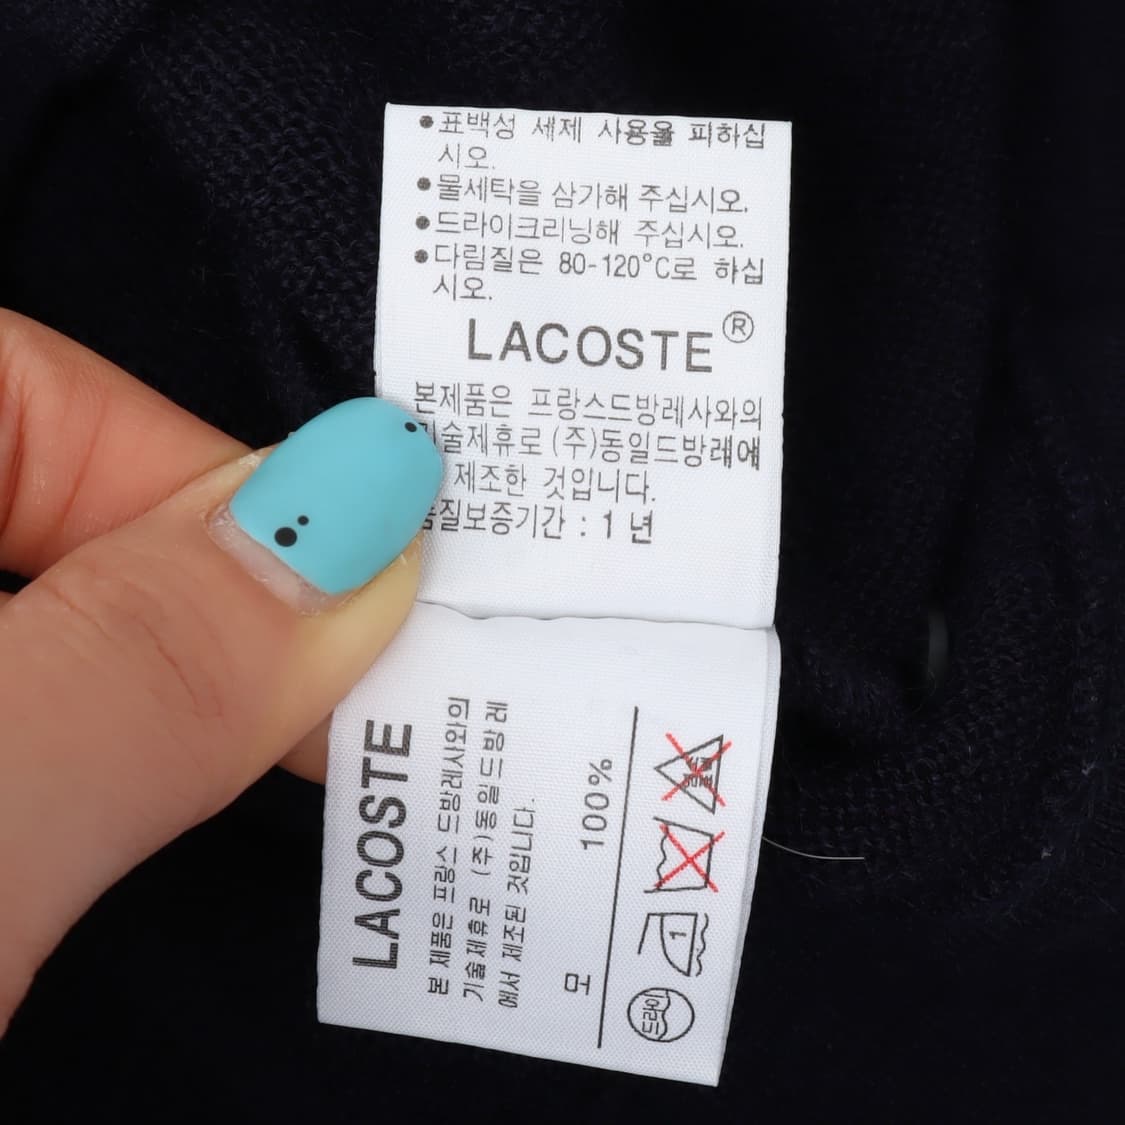 ●표백성 세제 사용을 피하십
시오.
●물세탁을 삼가해 주십시오.
●드라이크리닝해 주십시오.
●다림질은 80-120°C로 하십
시오.
LACOSTE®
본제품은 프랑스드방레사와의
술제휴로 (주)동일드방레에
제조한 것입니다.
품질보증기간 : 1 년
LACOSTE
본 제품은 프랑스 드방레사와의
기술제휴로 (주)동일드방레
에서 제조된 것입니다.
모 100%
드라이
1